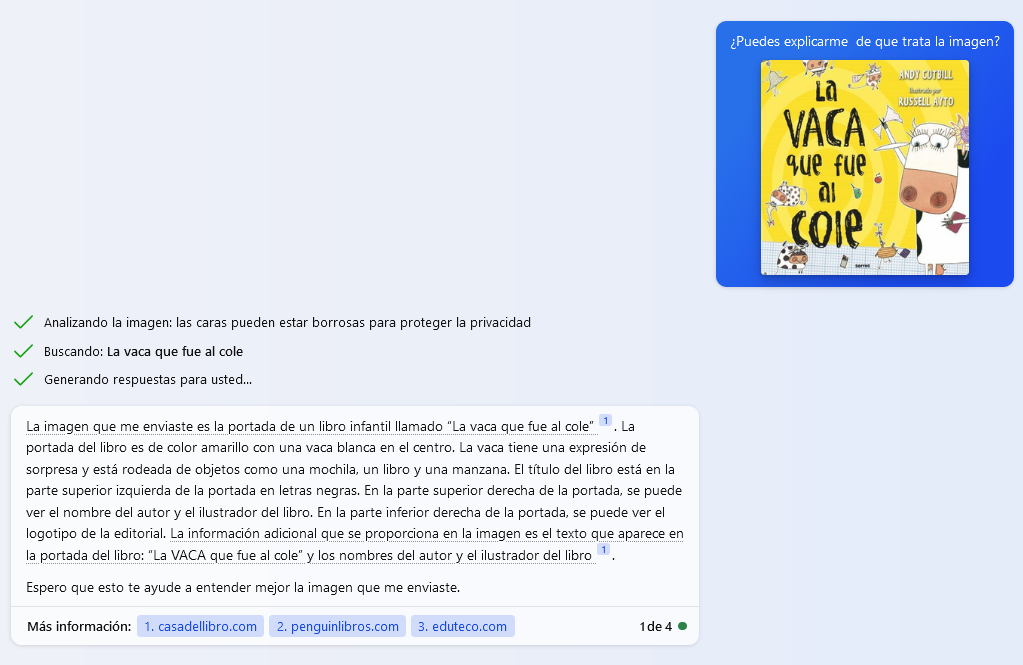 ¿Puedes explicarme de que trata la imagen?
ANDY CUTBILL
Ilustrado por
RUSSELL AYTO
La
VACA
que fue
al
cole
Analizando la imagen: las caras pueden estar borrosas para proteger la privacidad
Buscando: La vaca que fue al cole
Generando respuestas para usted...
La imagen que me enviaste es la portada de un libro infantil llamado “La vaca que fue al cole” 1 . La
portada del libro es de color amarillo con una vaca blanca en el centro. La vaca tiene una expresión de
sorpresa y está rodeada de objetos como una mochila, un libro y una manzana. El título del libro está en la
parte superior izquierda de la portada en letras negras. En la parte superior derecha de la portada, se puede
ver el nombre del autor y el ilustrador del libro. En la parte inferior derecha de la portada, se puede ver el
logotipo de la editorial. La información adicional que se proporciona en la imagen es el texto que aparece en
la portada del libro: “La VACA que fue al cole” y los nombres del autor y el ilustrador del libro 1 .
Espero que esto te ayude a entender mejor la imagen que me enviaste.
Más información: 1. casadellibro.com 2. penguinlibros.com 3. eduteco.com 1 de 4